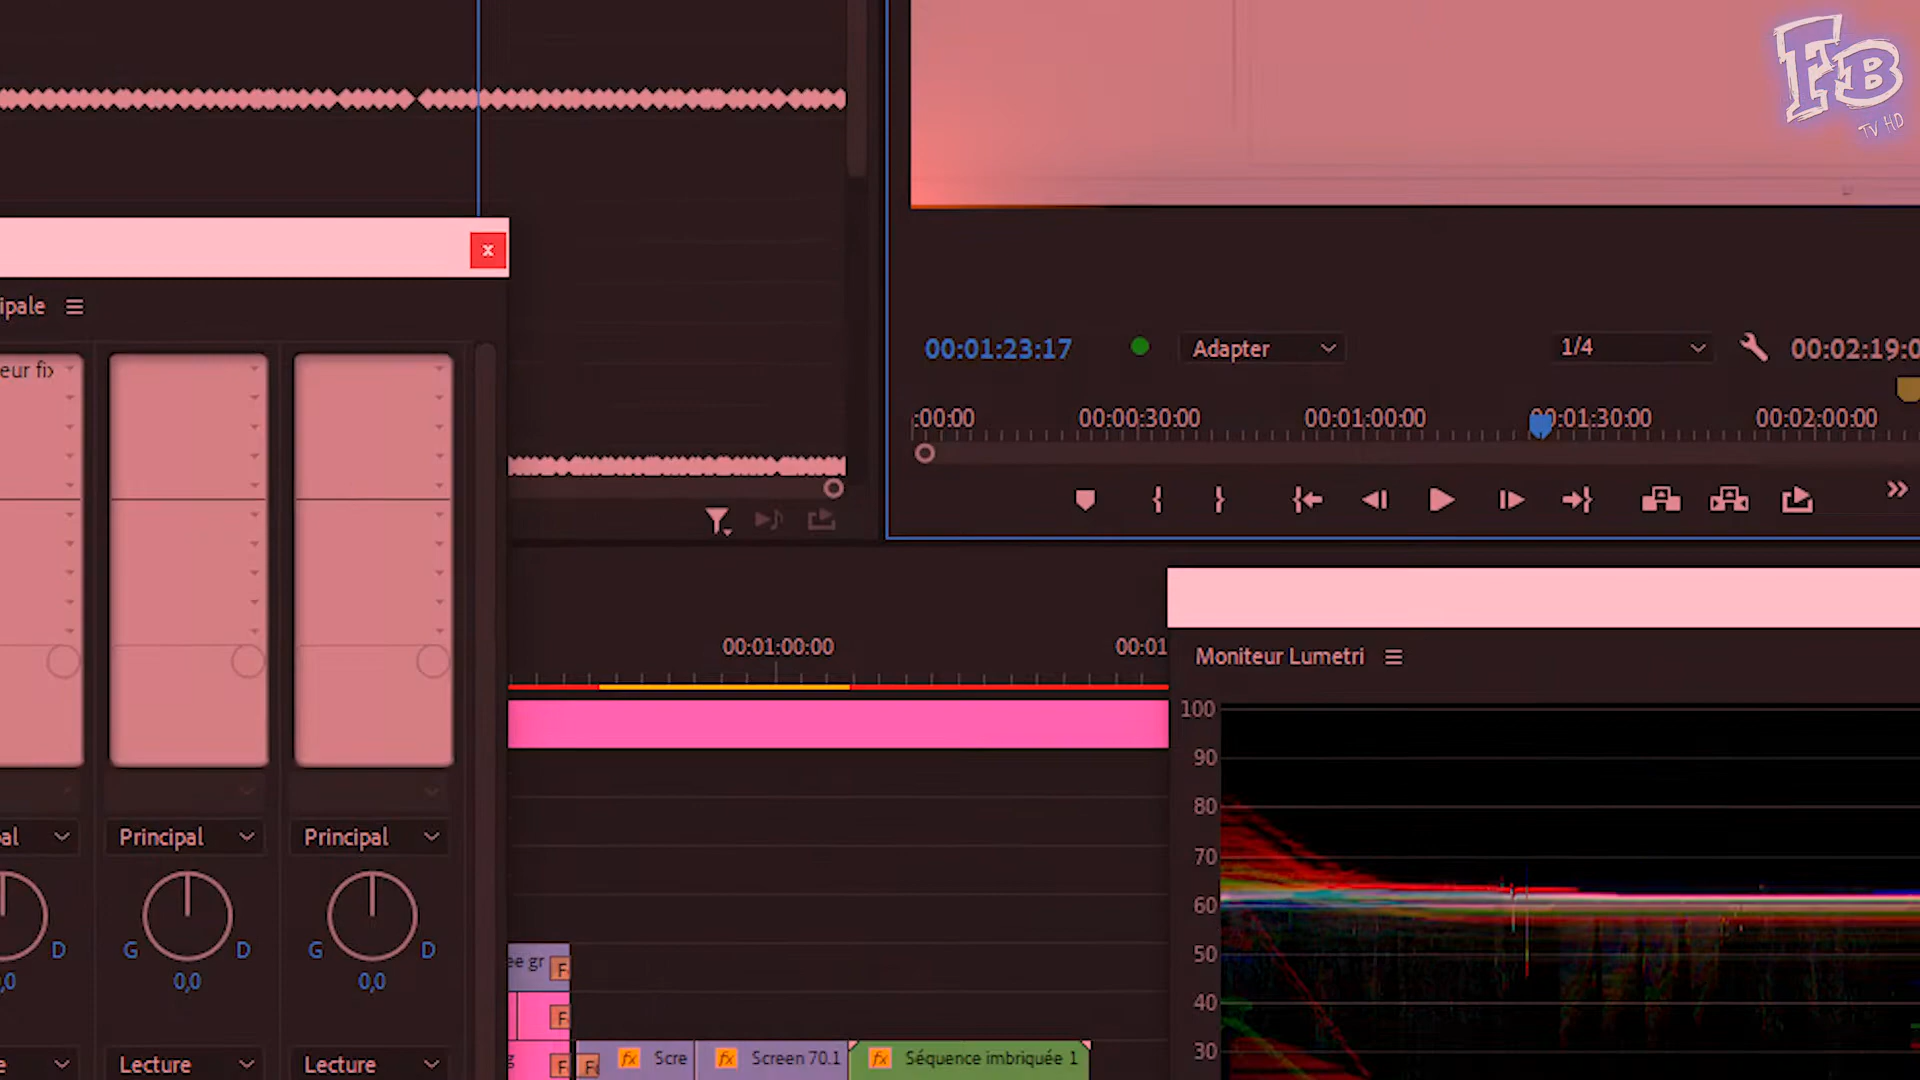 FB
TV HD
ipale
eur fix
00:01:23:17
Adapter
1/4
00:02:19:0
:00:00
00:00:30:00
00:01:00:00
00:01:30:00
00:02:00:00
00:01:00:00
00:01
Moniteur Lumetri
100
90
80
70
60
50
40
30
al
Principal
Principal
D
G
D
G
D
,0
0,0
0,0
e
Lecture
Lecture
ee gr
F
F
g
F
F
fx
Scre
fx
Screen 70.1
fx
Séquence imbriquée 1